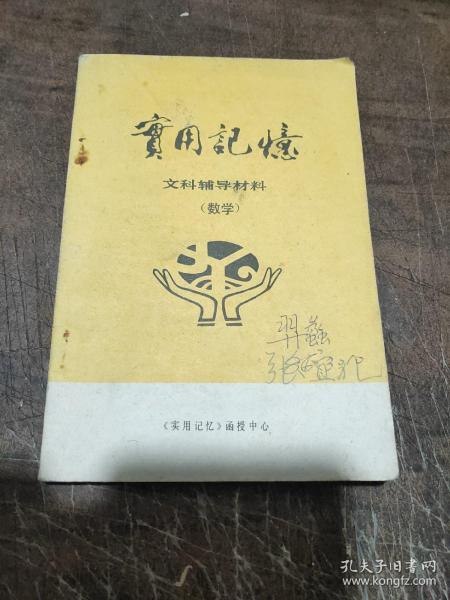 實用記憶
文科辅导材料
（数学）
《实用记忆》函授中心
孔夫子旧书网
www.kongfz.com